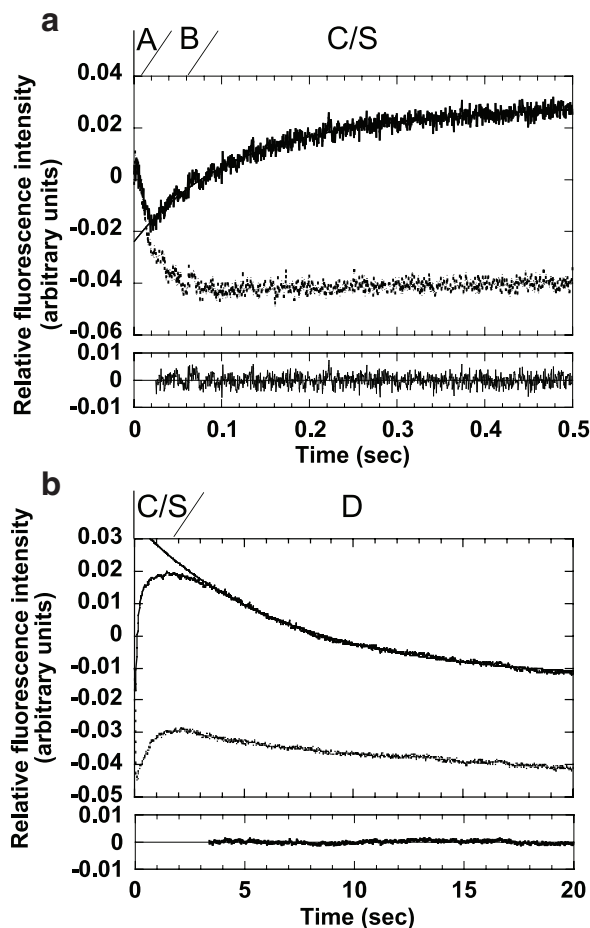 a
A B C/S
Relative fluorescence intensity
(arbitrary units)
0.04
0.02
0
-0.02
-0.04
-0.06
0.01
0
-0.01
0 0.1 0.2 0.3 0.4 0.5
Time (sec)
b
C/S D
Relative fluorescence intensity
(arbitrary units)
0.03
0.02
0.01
0
-0.01
-0.02
-0.03
-0.04
-0.05
0.01
0
-0.01
0 5 10 15 20
Time (sec)